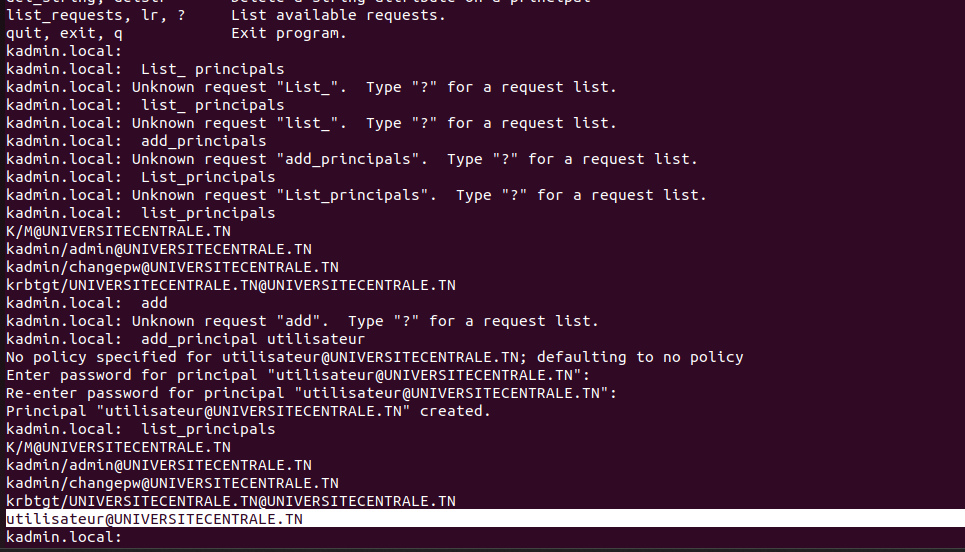 list_requests, lr, ?     List available requests.
quit, exit, q            Exit program.
kadmin.local:
kadmin.local:  List_ principals
kadmin.local: Unknown request "List_".  Type "?" for a request list.
kadmin.local:  list_ principals
kadmin.local: Unknown request "list_".  Type "?" for a request list.
kadmin.local:  add_principals
kadmin.local: Unknown request "add_principals".  Type "?" for a request list.
kadmin.local:  List_principals
kadmin.local: Unknown request "List_principals".  Type "?" for a request list.
kadmin.local:  list_principals
K/M@UNIVERSITECENTRALE.TN
kadmin/admin@UNIVERSITECENTRALE.TN
kadmin/changepw@UNIVERSITECENTRALE.TN
krbtgt/UNIVERSITECENTRALE.TN@UNIVERSITECENTRALE.TN
kadmin.local:  add
kadmin.local: Unknown request "add".  Type "?" for a request list.
kadmin.local:  add_principal utilisateur
No policy specified for utilisateur@UNIVERSITECENTRALE.TN; defaulting to no policy
Enter password for principal "utilisateur@UNIVERSITECENTRALE.TN":
Re-enter password for principal "utilisateur@UNIVERSITECENTRALE.TN":
Principal "utilisateur@UNIVERSITECENTRALE.TN" created.
kadmin.local:  list_principals
K/M@UNIVERSITECENTRALE.TN
kadmin/admin@UNIVERSITECENTRALE.TN
kadmin/changepw@UNIVERSITECENTRALE.TN
krbtgt/UNIVERSITECENTRALE.TN@UNIVERSITECENTRALE.TN
utilisateur@UNIVERSITECENTRALE.TN
kadmin.local: